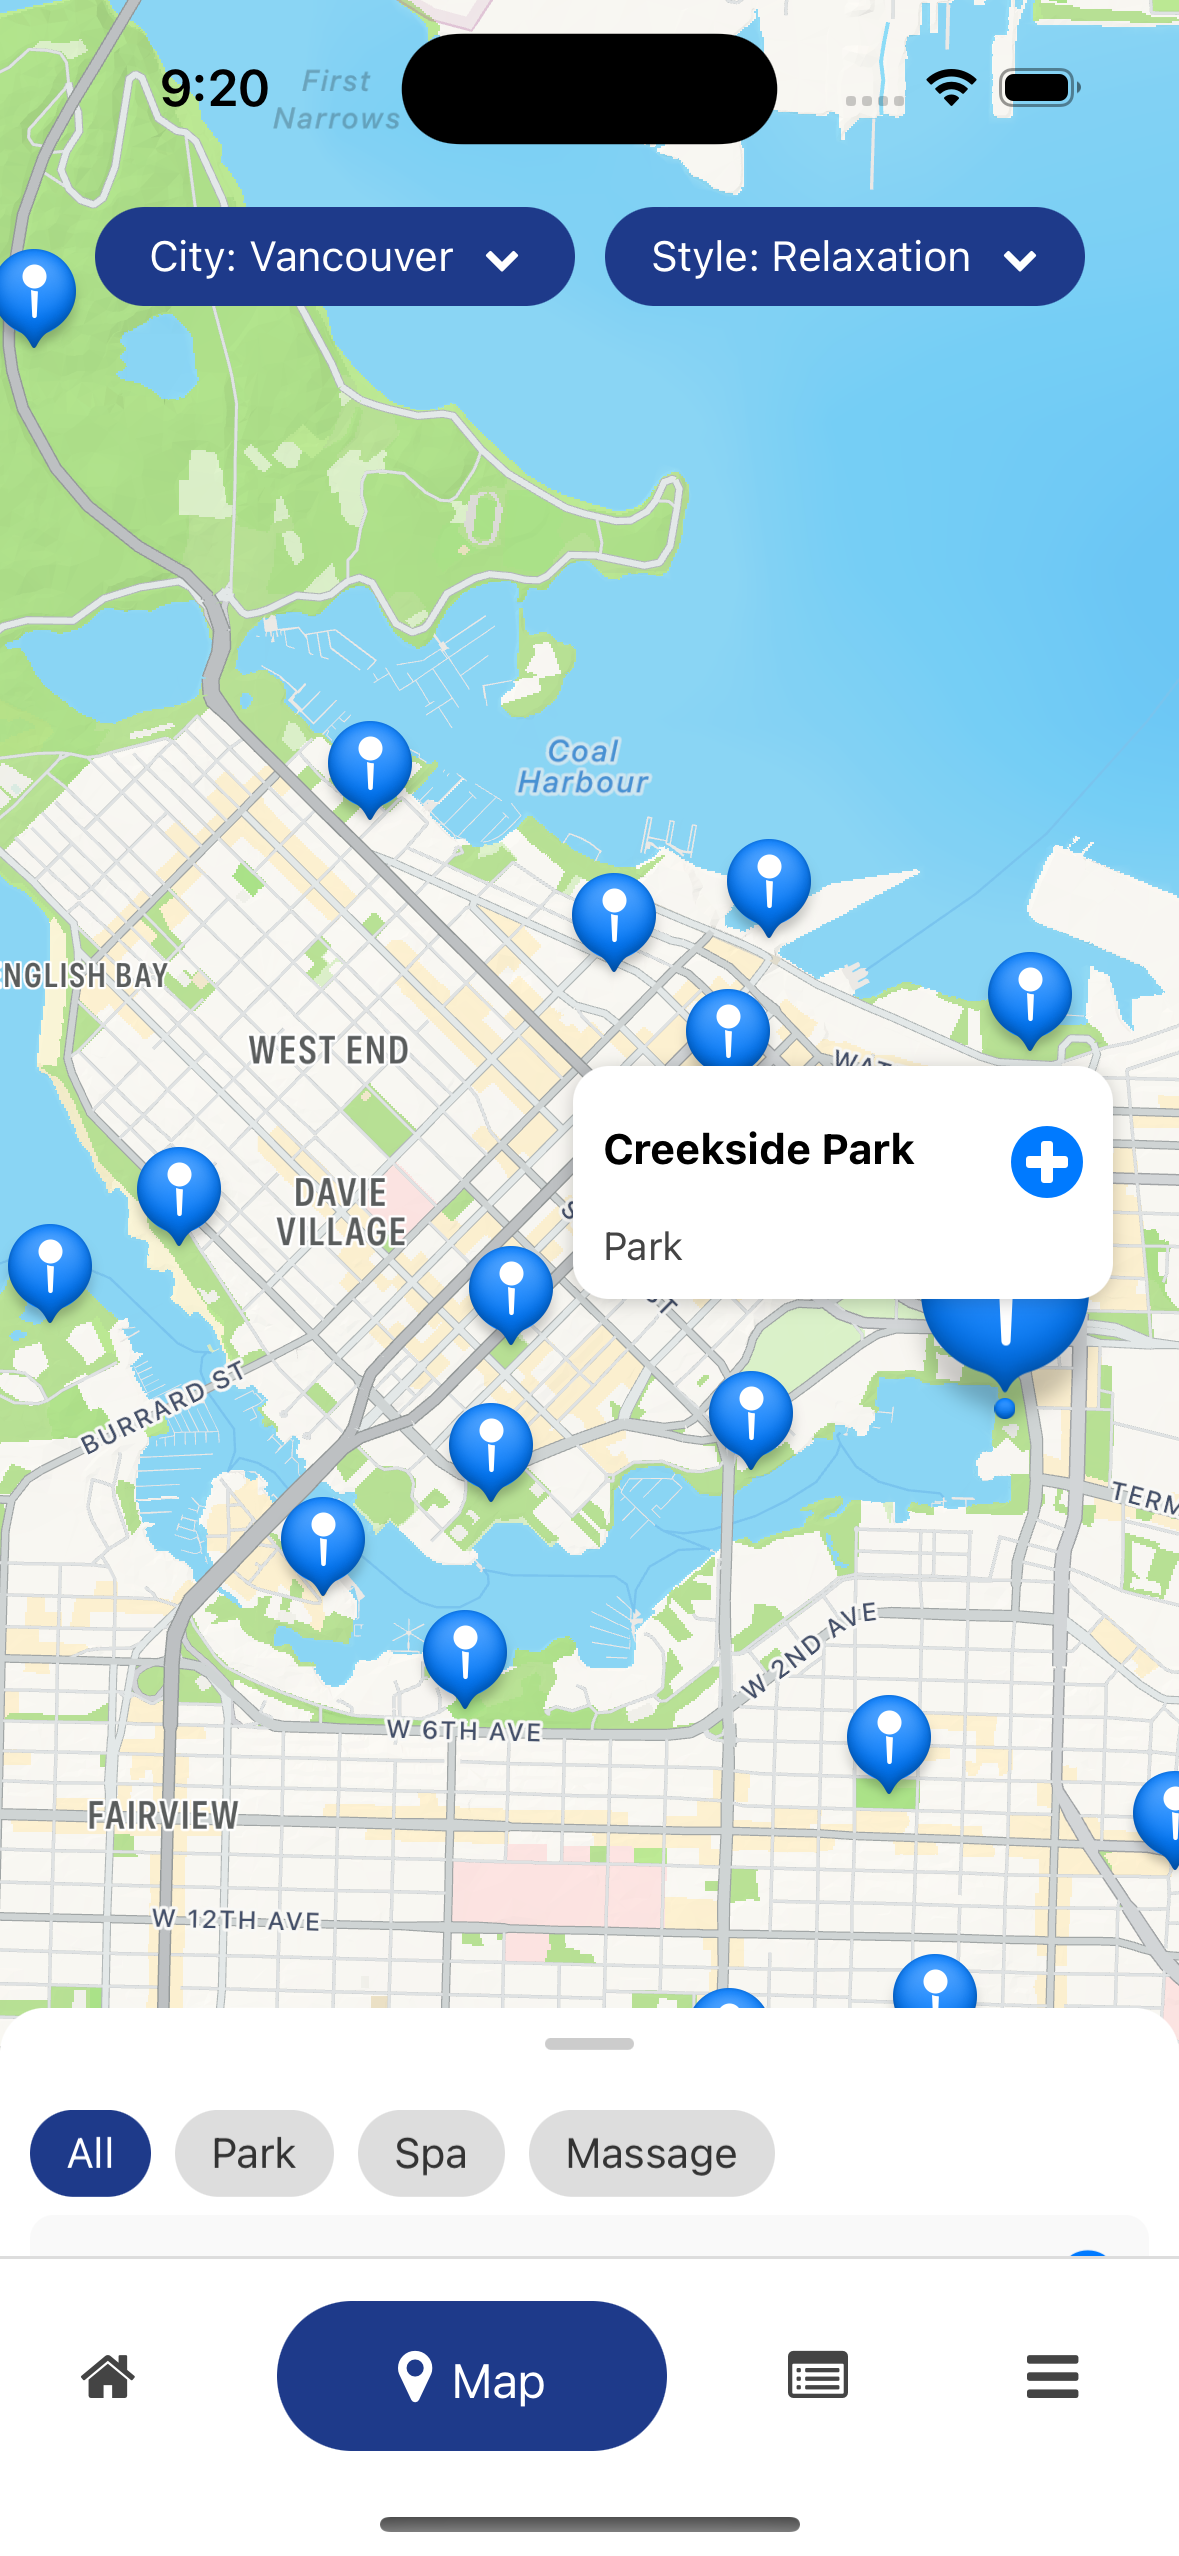 9:20
First
Narrows
City: Vancouver
Style: Relaxation
Coal
Harbour
NGLISH BAY
WEST END
Creekside Park
Park
DAVIE
VILLAGE
BURRARD ST
TERM
W 2ND AVE
W 6TH AVE
FAIRVIEW
W 12TH AVE
All
Park
Spa
Massage
Map